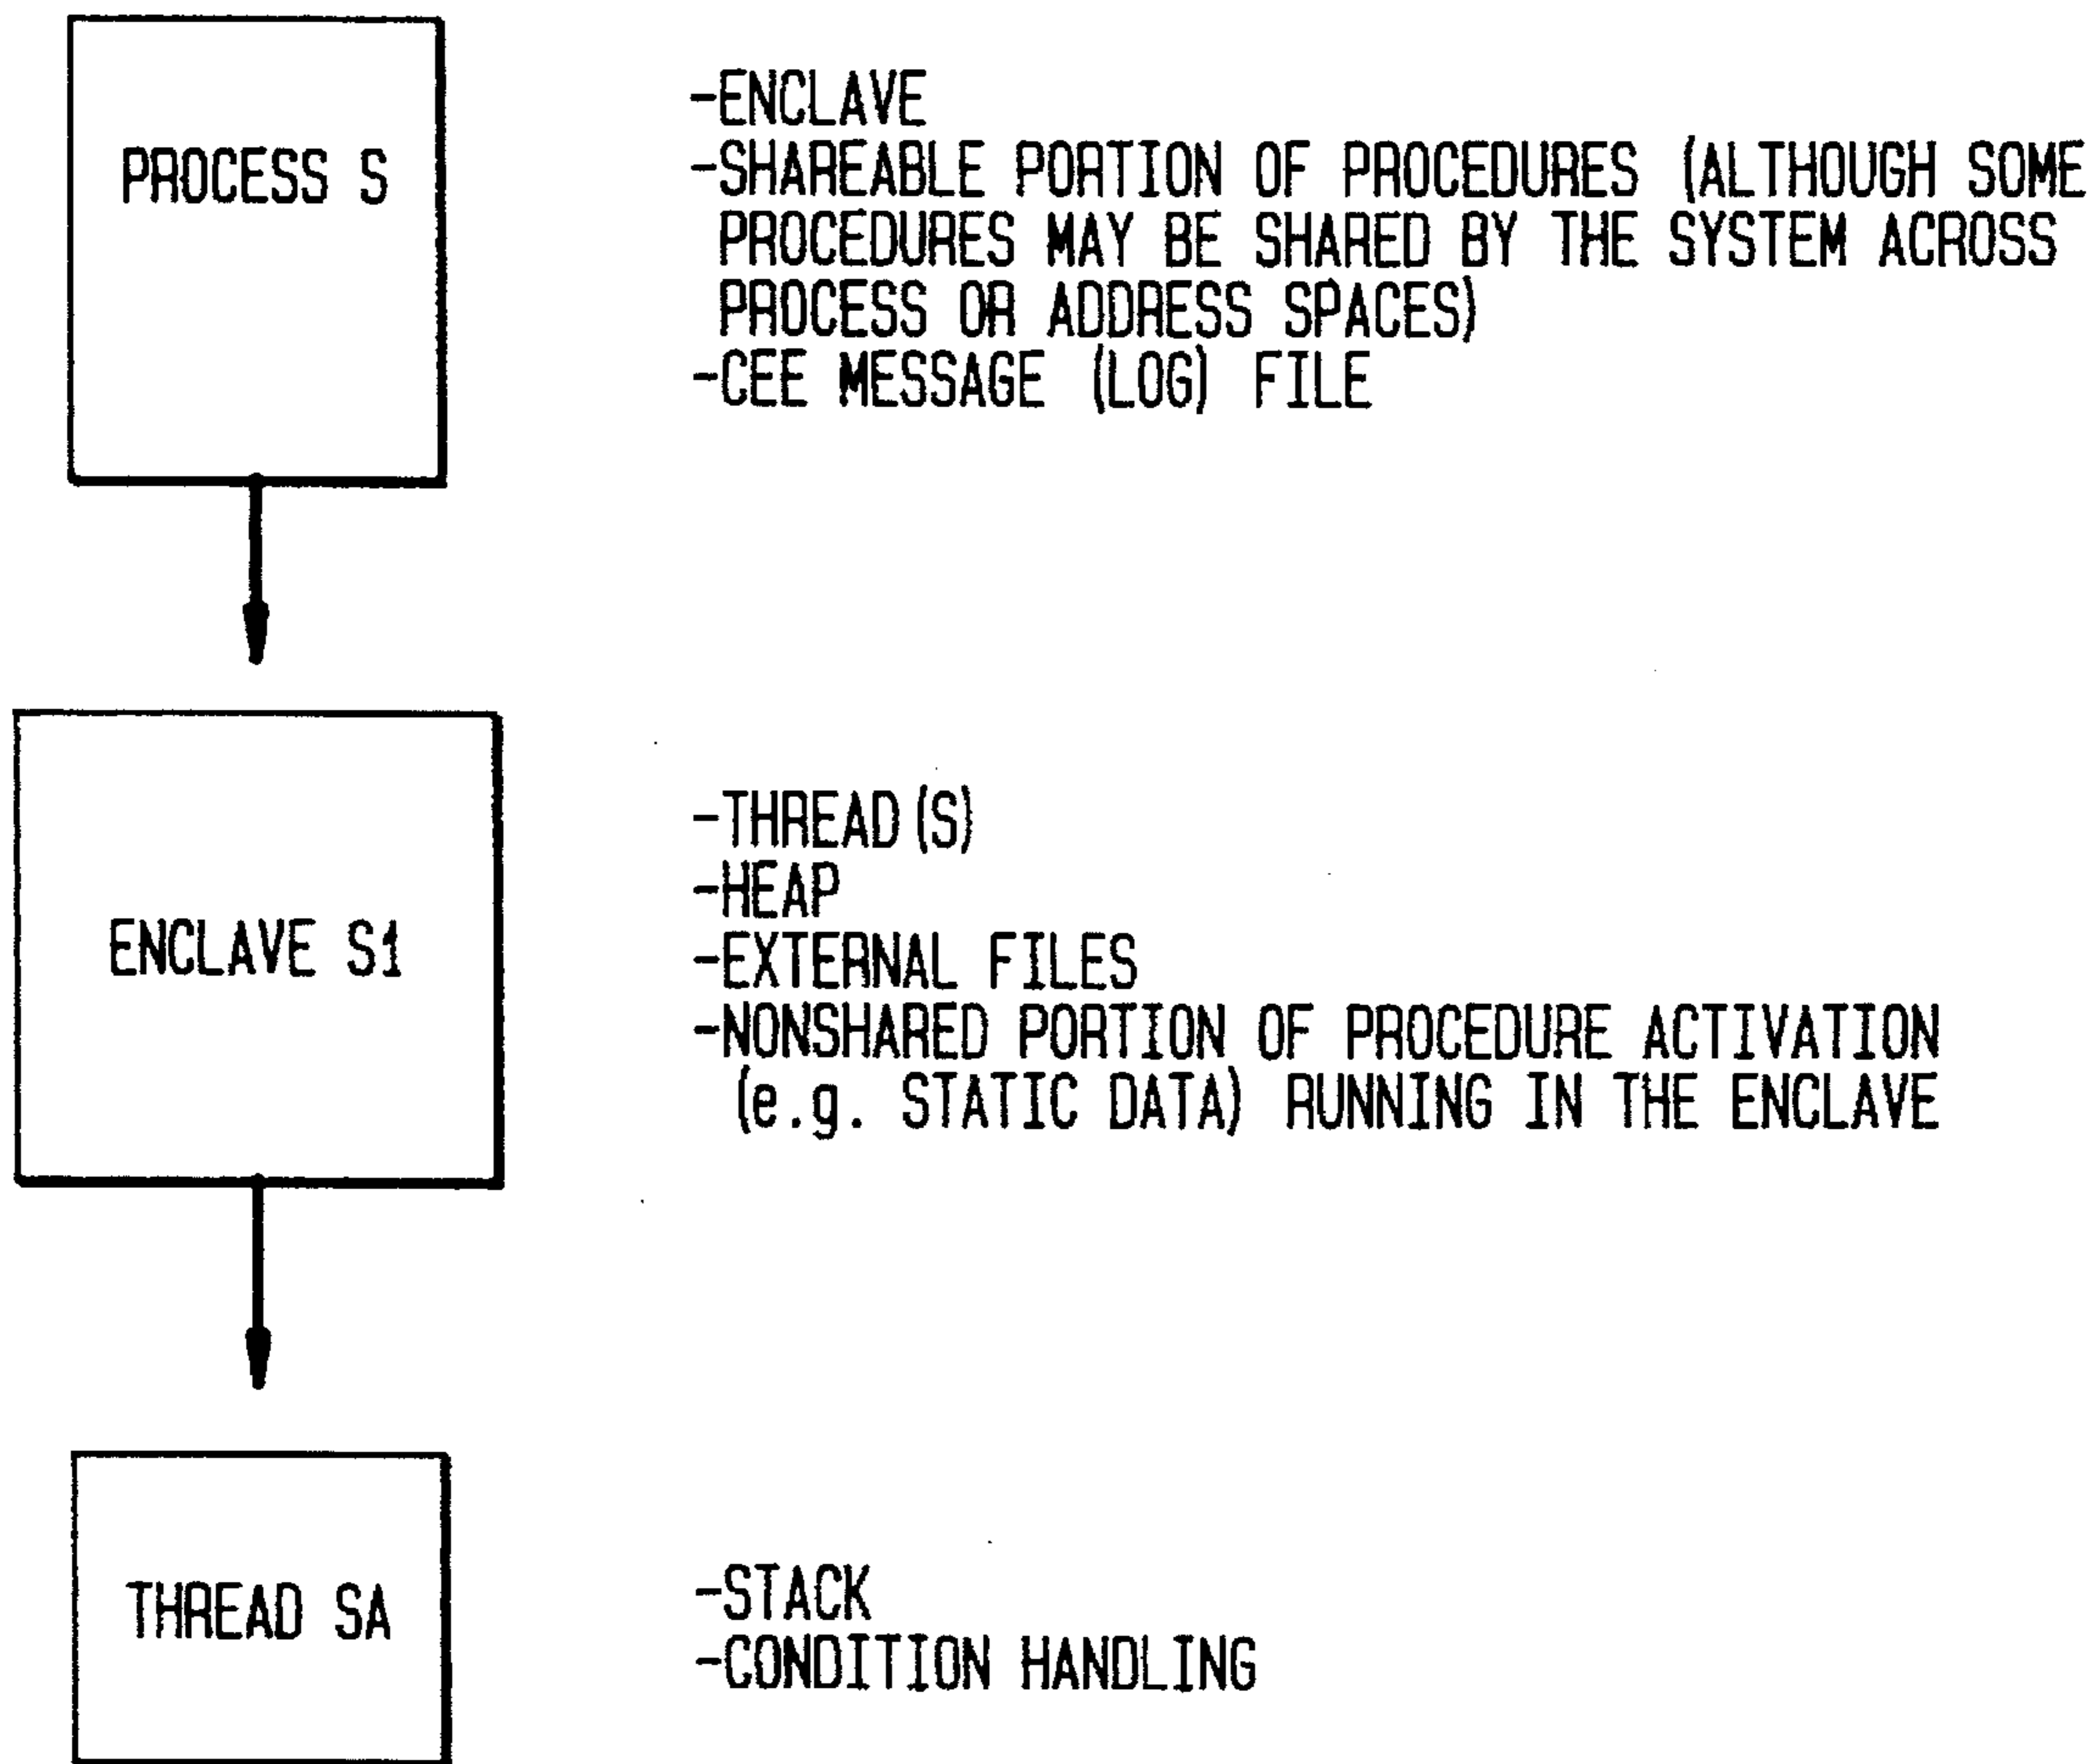 PROCESS S
-ENCLAVE
-SHAREABLE PORTION OF PROCEDURES (ALTHOUGH SOME
PROCEDURES MAY BE SHARED BY THE SYSTEM ACROSS
PROCESS OR ADDRESS SPACES)
-CEE MESSAGE (LOG) FILE
ENCLAVE S1
-THREAD(S)
-HEAP
-EXTERNAL FILES
-NONSHARED PORTION OF PROCEDURE ACTIVATION
(e.g. STATIC DATA) RUNNING IN THE ENCLAVE
THREAD SA
-STACK
-CONDITION HANDLING